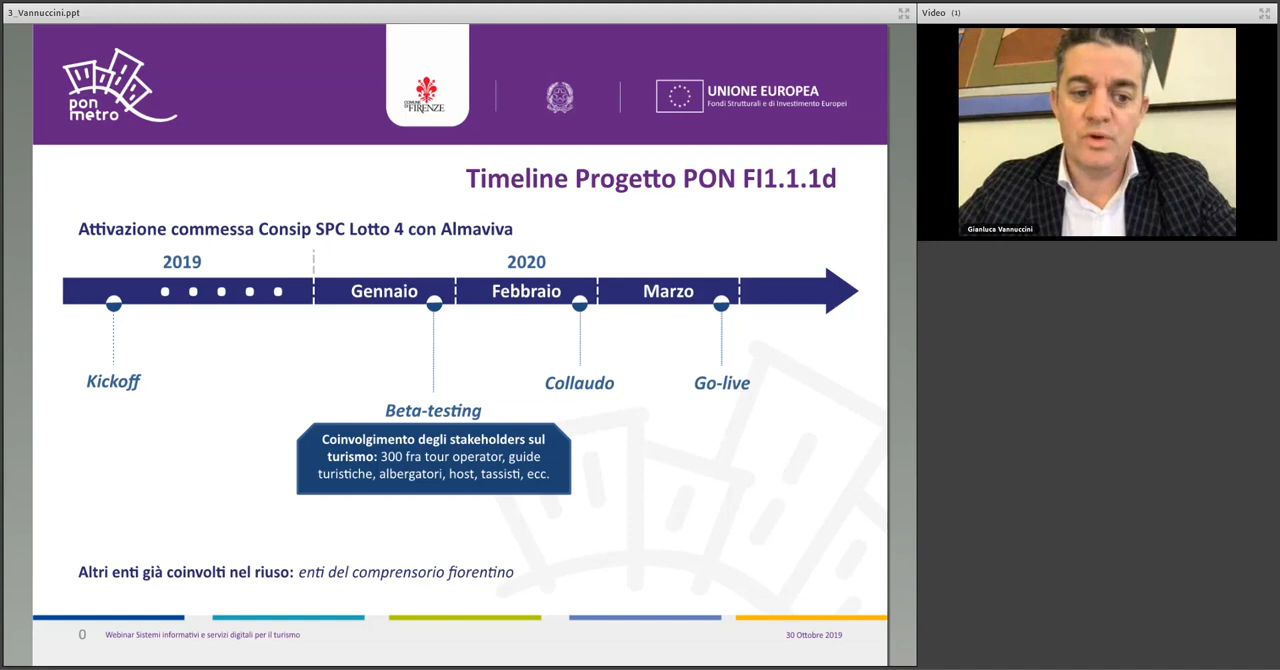 3_Vannuccini.ppt
Video (1)
pon
metro
COMUNE DI
FIRENZE
UNIONE EUROPEA
Fondi Strutturali e di Investimento Europei
Gianluca Vannuccini
Timeline Progetto PON FI1.1.1d
Attivazione commessa Consip SPC Lotto 4 con Almaviva
2019 2020
Gennaio Febbraio Marzo
Kickoff Collaudo Go-live
Beta-testing
Coinvolgimento degli stakeholders sul
turismo: 300 fra tour operator, guide
turistiche, albergatori, host, tassisti, ecc.
Altri enti già coinvolti nel riuso: enti del comprensorio fiorentino
0 Webinar Sistemi informativi e servizi digitali per il turismo 30 Ottobre 2019